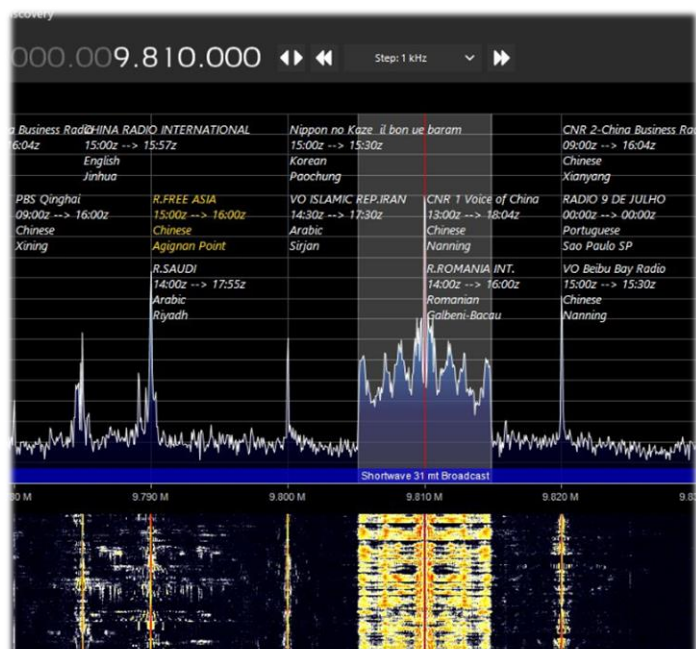 scovery
000.009.810.000
Step: 1 kHz
a Business Radio
6:04z
CHINA RADIO INTERNATIONAL
15:00z --> 15:57z
English
Jinhua
Nippon no Kaze il bon ue baram
15:00z --> 15:30z
Korean
Paochung
CNR 2-China Business Ra
09:00z --> 16:04z
Chinese
Xianyang
PBS Qinghai
09:00z --> 16:00z
Chinese
Xining
R.FREE ASIA
15:00z --> 16:00z
Chinese
Agignan Point
VO ISLAMIC REP.IRAN
14:30z --> 17:30z
Arabic
Sirjan
CNR 1 Voice of China
13:00z --> 18:04z
Chinese
Nanning
RADIO 9 DE JULHO
00:00z --> 00:00z
Portuguese
Sao Paulo SP
R.SAUDI
14:00z --> 17:55z
Arabic
Riyadh
R.ROMANIA INT.
14:00z --> 16:00z
Romanian
Galbeni-Bacau
VO Beibu Bay Radio
15:00z --> 15:30z
Chinese
Nanning
Shortwave 31 mt Broadcast
80 M
9.790 M
9.800 M
9.810 M
9.820 M
9.83